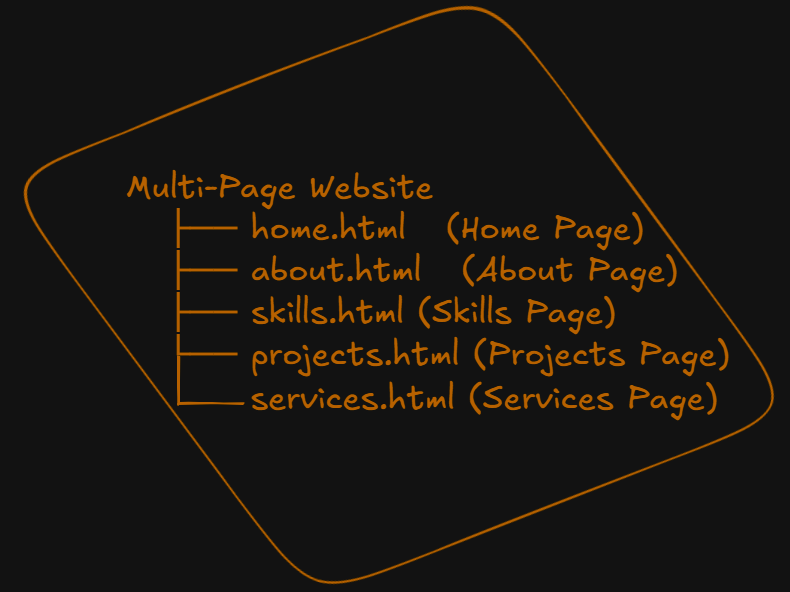 Multi-Page Website
├── home.html    (Home Page)
├── about.html   (About Page)
├── skills.html (Skills Page)
├── projects.html (Projects Page)
└── services.html (Services Page)